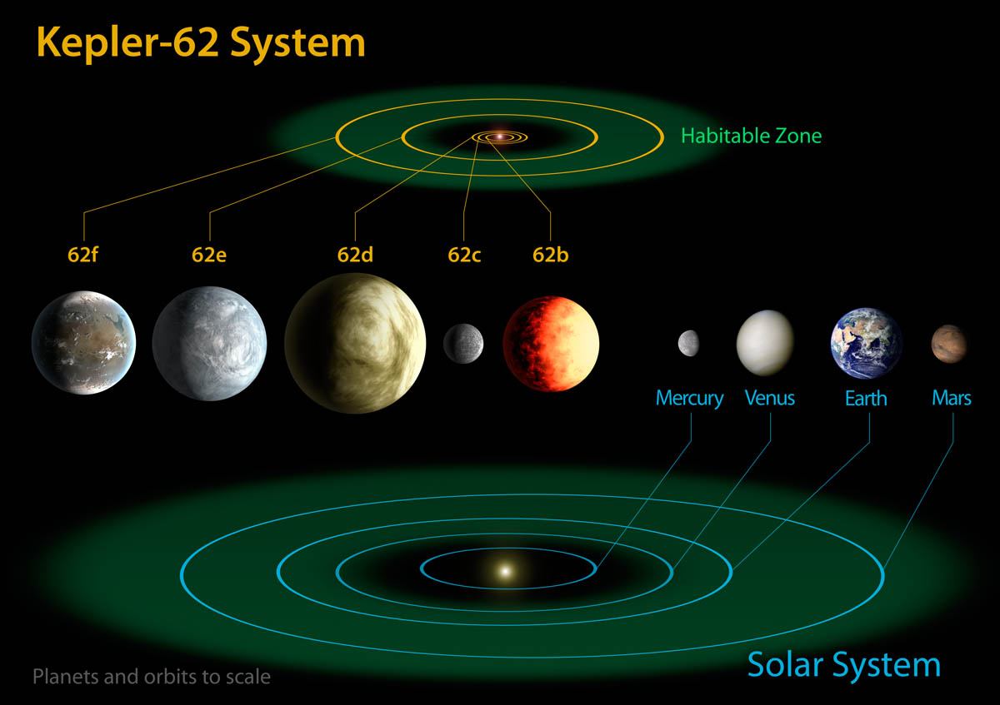 Kepler-62 System
Habitable Zone
62f 62e 62d 62c 62b
Mercury Venus Earth Mars
Solar System
Planets and orbits to scale